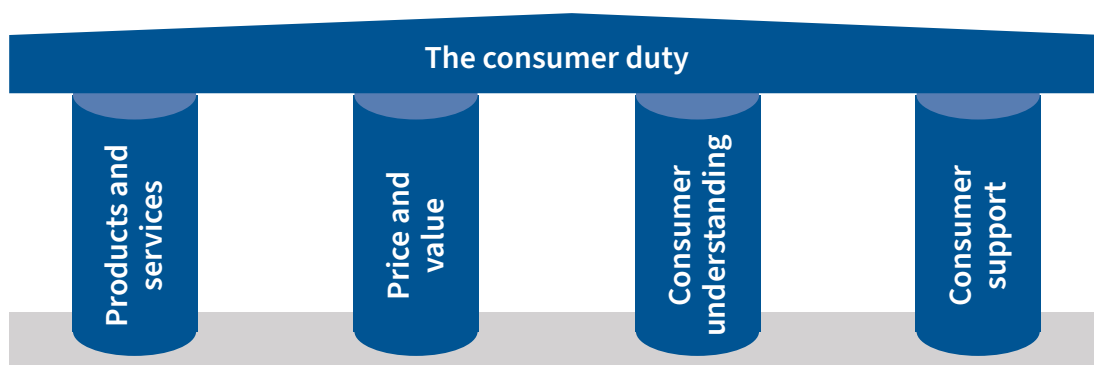 The consumer duty
Products and
services
Price and
value
Consumer
understanding
Consumer
support